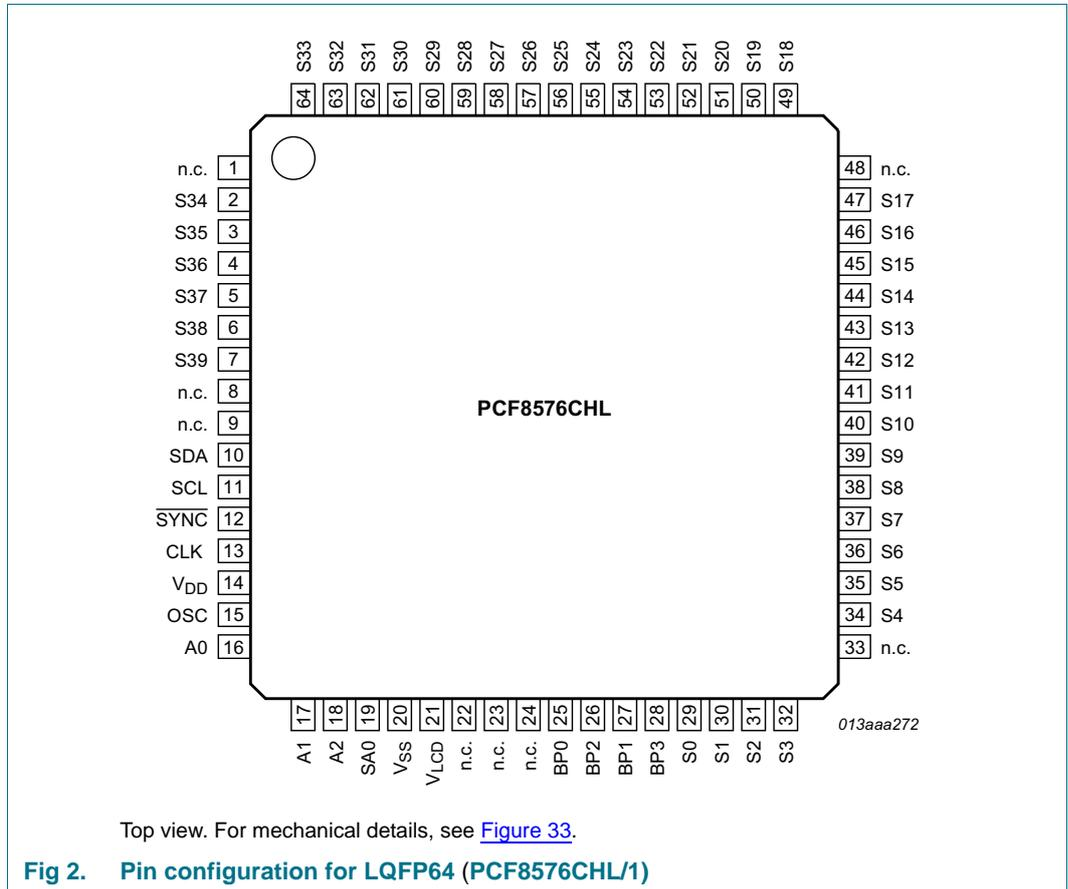 S33 S32 S31 S30 S29 S28 S27 S26 S25 S24 S23 S22 S21 S20 S19 S18
64 63 62 61 60 59 58 57 56 55 54 53 52 51 50 49
n.c. 1
S34 2
S35 3
S36 4
S37 5
S38 6
S39 7
n.c. 8
n.c. 9
SDA 10
SCL 11
SYNC 12
CLK 13
VDD 14
OSC 15
A0 16
PCF8576CHL
48 n.c.
47 S17
46 S16
45 S15
44 S14
43 S13
42 S12
41 S11
40 S10
39 S9
38 S8
37 S7
36 S6
35 S5
34 S4
33 n.c.
17 18 19 20 21 22 23 24 25 26 27 28 29 30 31 32
A1 A2 SA0 VSS VLCD n.c. n.c. n.c. BP0 BP2 BP1 BP3 S0 S1 S2 S3
013aaa272
Top view. For mechanical details, see Figure 33.
Fig 2. Pin configuration for LQFP64 (PCF8576CHL/1)